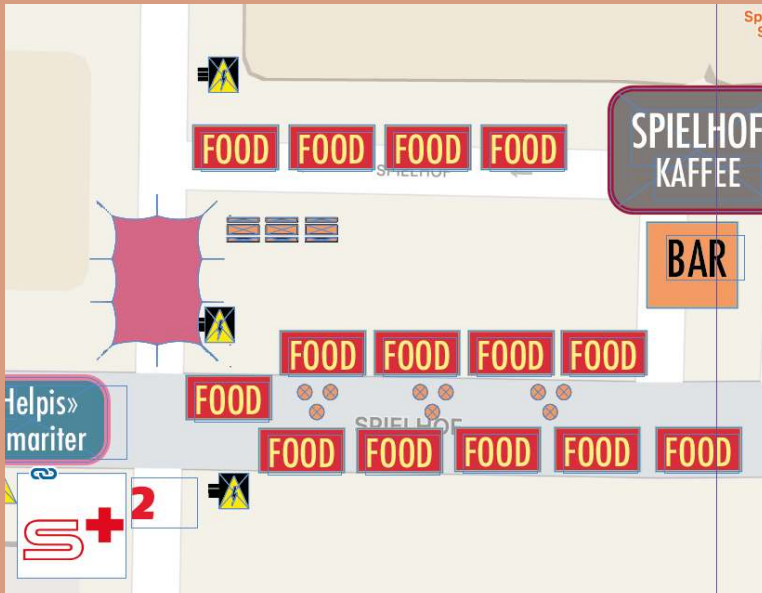 Sp
S
FOOD FOOD FOOD FOOD
SPIELHOF
SPIELHOF
KAFFEE
BAR
FOOD FOOD FOOD FOOD
FOOD
Helpis»
mariter
SPIELHOF
FOOD FOOD FOOD FOOD FOOD
2
S+